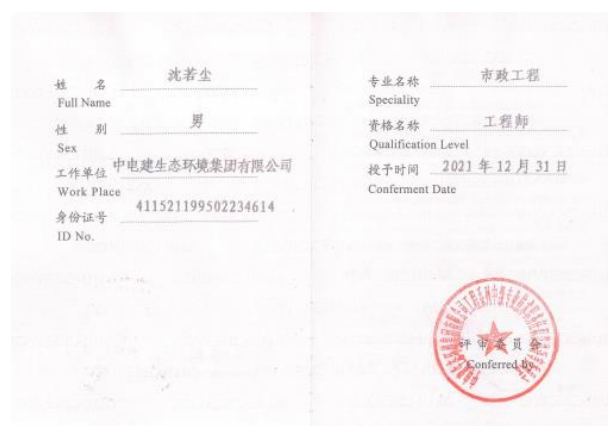 姓 名 沈若尘
Full Name
性 别 男
Sex
工作单位 中电建生态环境集团有限公司
Work Place
身份证号 411521199502234614
ID No.
专业名称 市政工程
Speciality
资格名称 工程师
Qualification Level
授予时间 2021 年 12 月 31 日
Conferment Date
评审委员会
Conferred by